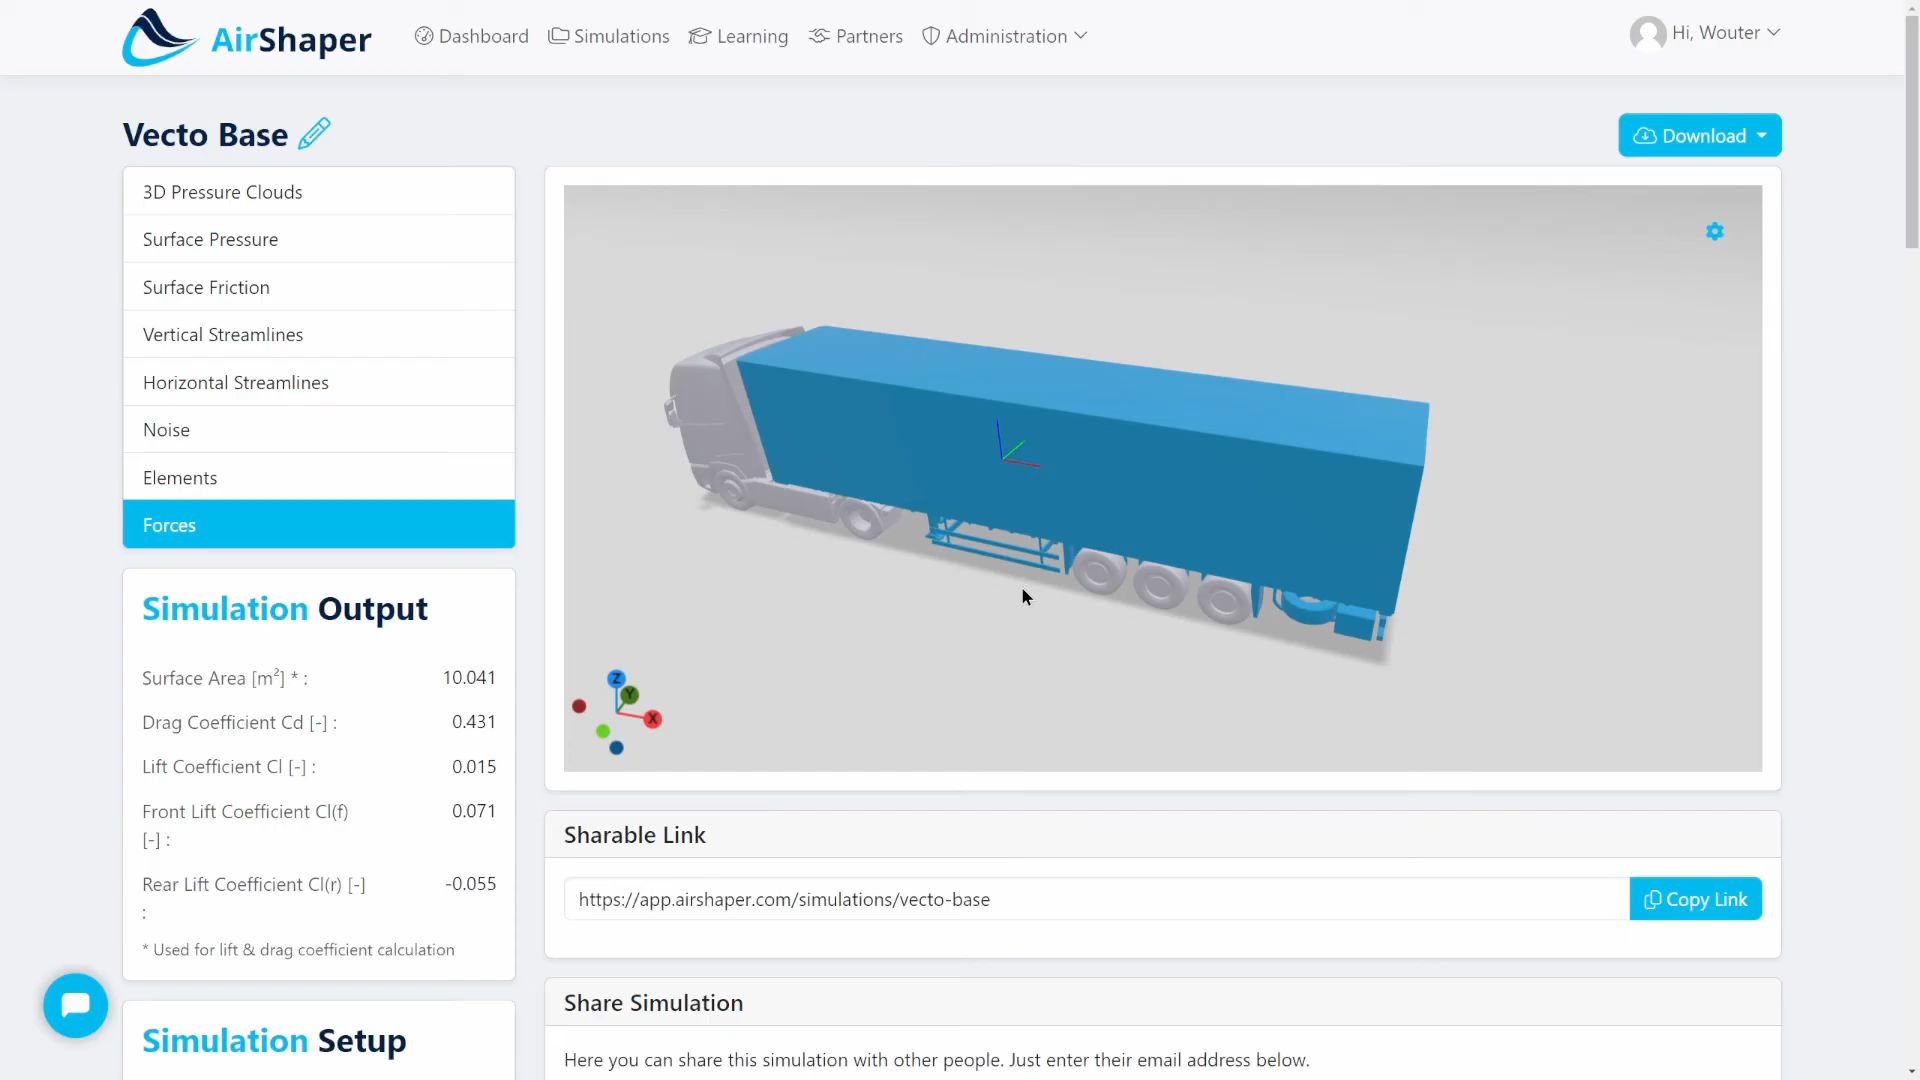 AirShaper
Dashboard
Simulations
Learning
Partners
Administration
Hi, Wouter
Vecto Base
Download
3D Pressure Clouds
Surface Pressure
Surface Friction
Vertical Streamlines
Horizontal Streamlines
Noise
Elements
Forces
Simulation Output
Surface Area [m²] * : 10.041
Drag Coefficient Cd [-] : 0.431
Lift Coefficient Cl [-] : 0.015
Front Lift Coefficient Cl(f) 0.071
[-] :
Rear Lift Coefficient Cl(r) [-] -0.055
:
* Used for lift & drag coefficient calculation
Simulation Setup
Z
Y
X
Sharable Link
https://app.airshaper.com/simulations/vecto-base
Copy Link
Share Simulation
Here you can share this simulation with other people. Just enter their email address below.